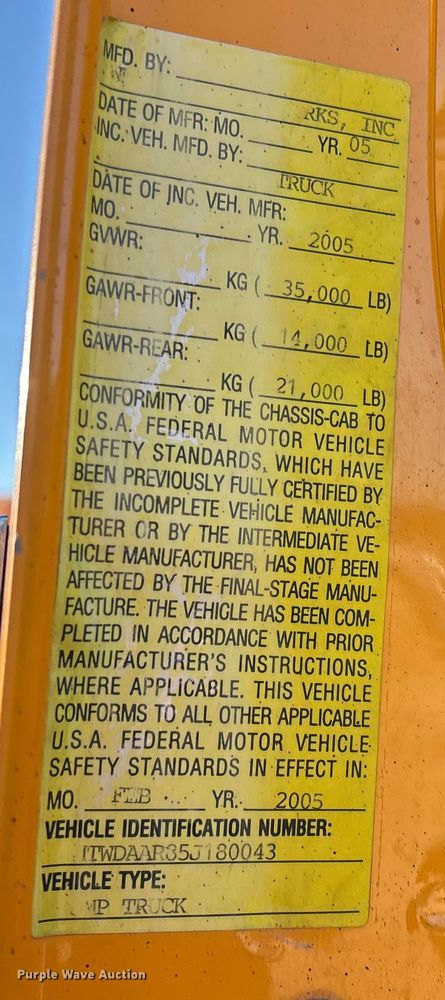 MFD. BY:
RKS, INC
DATE OF MFR: MO. YR. 05
INC. VEH. MFD. BY:
TRUCK
DATE OF INC. VEH. MFR:
MO. YR. 2005
GVWR:
KG ( 35,000 LB)
GAWR-FRONT:
KG ( 14,000 LB)
GAWR-REAR:
KG ( 21,000 LB)
CONFORMITY OF THE CHASSIS-CAB TO
U.S.A. FEDERAL MOTOR VEHICLE
SAFETY STANDARDS, WHICH HAVE
BEEN PREVIOUSLY FULLY CERTIFIED BY
THE INCOMPLETE VEHICLE MANUFAC-
TURER OR BY THE INTERMEDIATE VE-
HICLE MANUFACTURER, HAS NOT BEEN
AFFECTED BY THE FINAL-STAGE MANU-
FACTURE. THE VEHICLE HAS BEEN COM-
PLETED IN ACCORDANCE WITH PRIOR
MANUFACTURER'S INSTRUCTIONS,
WHERE APPLICABLE. THIS VEHICLE
CONFORMS TO ALL OTHER APPLICABLE
U.S.A. FEDERAL MOTOR VEHICLE
SAFETY STANDARDS IN EFFECT IN:
MO. FEB YR. 2005
VEHICLE IDENTIFICATION NUMBER:
TWDAAR35J180043
VEHICLE TYPE:
MP TRUCK
Purple Wave Auction